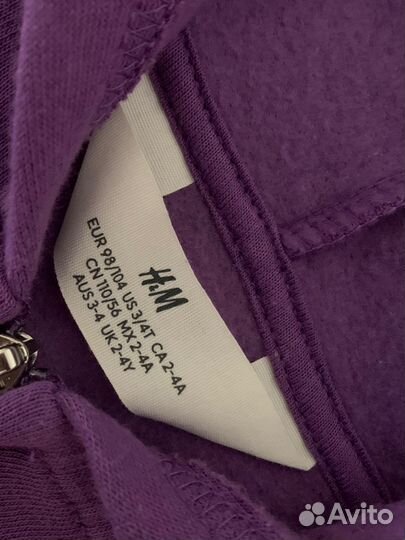 H&M
EUR 98/104 US 3/4T CA 2-4A
CN 110/56 MX 2-4A
AUS 3-4 UK 2-4Y
Avito